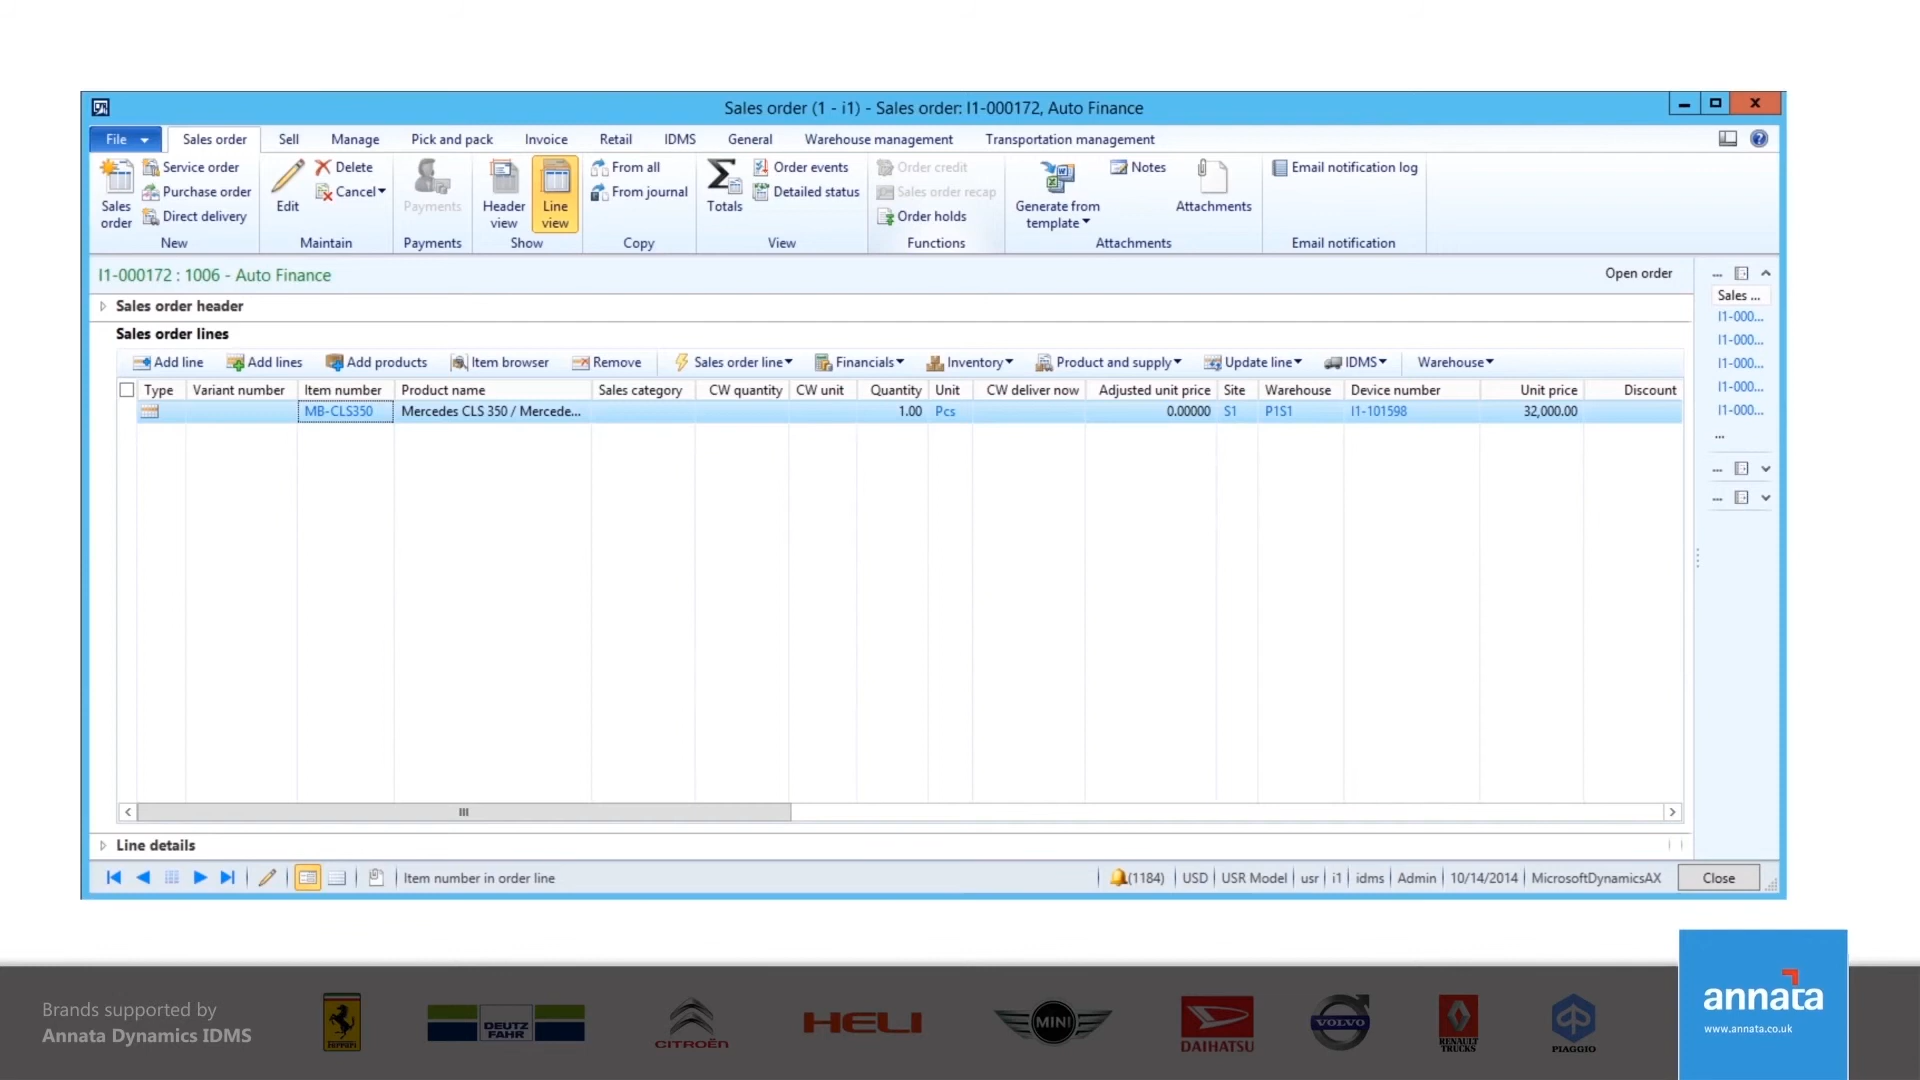 Sales order (1 - i1) - Sales order: I1-000172, Auto Finance
File Sales order Sell Manage Pick and pack Invoice Retail IDMS General Warehouse management Transportation management
Sales order
Service order
Purchase order
Direct delivery
New
Edit
Delete
Cancel
Maintain
Payments
Payments
Header view
Line view
Show
From all
From journal
Copy
Totals
Order events
Detailed status
View
Order credit
Sales order recap
Order holds
Functions
Generate from template
Notes
Attachments
Attachments
Email notification log
Email notification
I1-000172 : 1006 - Auto Finance
Open order
Sales order header
Sales order lines
Add line Add lines Add products Item browser Remove Sales order line Financials Inventory Product and supply Update line IDMS Warehouse
Type Variant number Item number Product name Sales category CW quantity CW unit Quantity Unit CW deliver now Adjusted unit price Site Warehouse Device number Unit price Discount
MB-CLS350 Mercedes CLS 350 / Mercede... 1.00 Pcs 0.00000 S1 P1S1 I1-101598 32,000.00
...
Sales ...
I1-000...
I1-000...
I1-000...
I1-000...
I1-000...
...
...
...
Line details
Item number in order line
(1184) USD USR Model usr i1 idms Admin 10/14/2014 MicrosoftDynamicsAX Close
Brands supported by
Annata Dynamics IDMS
Ferrari
DEUTZ
FAHR
CITROËN
HELI
MINI
DAIHATSU
VOLVO
RENAULT
TRUCKS
PIAGGIO
annata
www.annata.co.uk